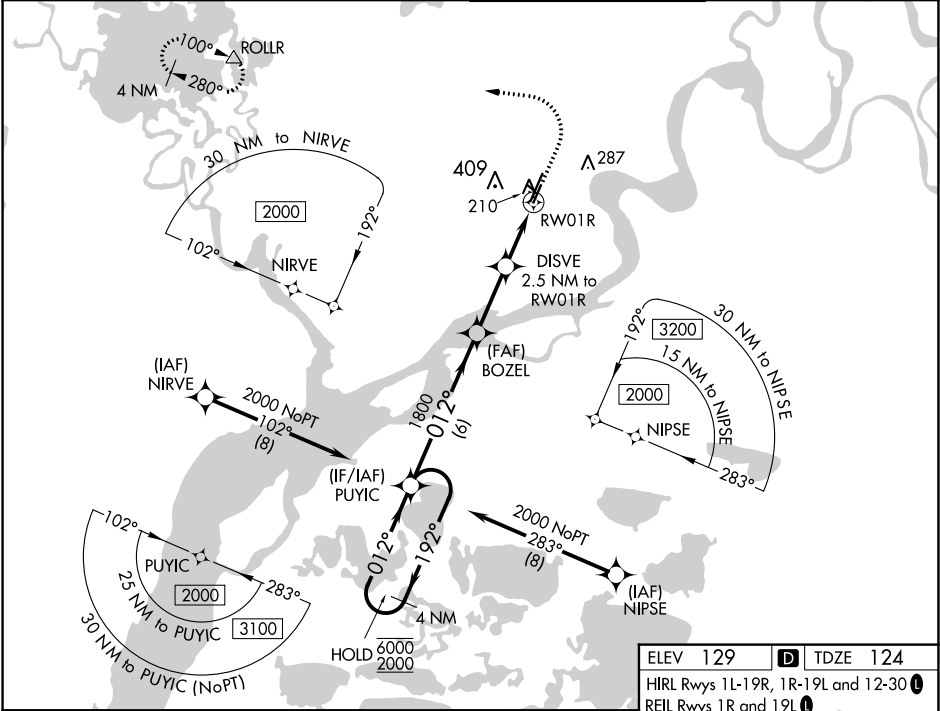 100° ROLLR
4 NM 280°
30 NM to NIRVE
2000
192°
102°
NIRVE
409
287
210
RW01R
DISVE
2.5 NM to
RW01R
(FAF)
BOZEL
192°
3200
30 NM to NIPSE
15 NM to NIPSE
2000
NIPSE
283°
(IAF)
NIRVE
2000 NoPT
102°
(8)
1800
012°
(6)
(IF/IAF)
PUYIC
2000 NoPT
283°
(8)
(IAF)
NIPSE
102°
PUYIC
283°
2000
25 NM to PUYIC
3100
30 NM to PUYIC (NoPT)
012°
192°
4 NM
HOLD 6000
2000
ELEV 129 D TDZE 124
HIRL Rwys 1L-19R, 1R-19L and 12-30 L
REIL Rwys 1R and 19L L